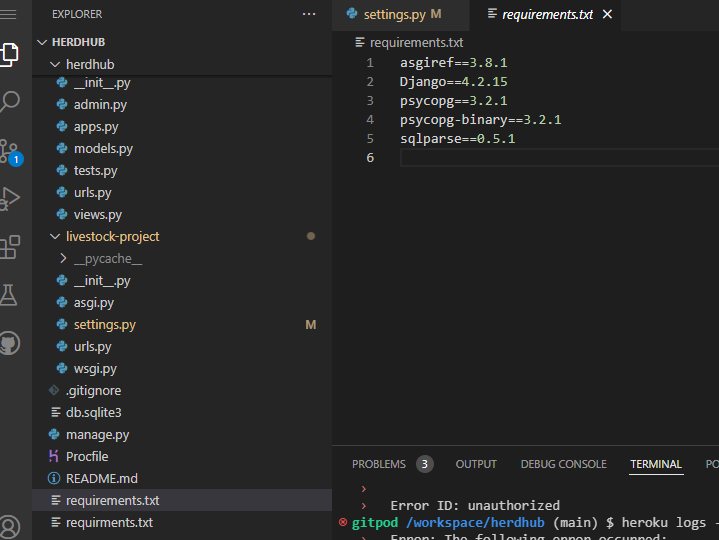 EXPLORER
HERDHUB
herdhub
__init__.py
admin.py
apps.py
models.py
tests.py
urls.py
views.py
livestock-project
__pycache__
__init__.py
asgi.py
settings.py M
urls.py
wsgi.py
.gitignore
db.sqlite3
manage.py
Procfile
README.md
requirements.txt
requirments.txt
1
settings.py M
requirements.txt
requirements.txt
1 asgiref==3.8.1
2 Django==4.2.15
3 psycopg==3.2.1
4 psycopg-binary==3.2.1
5 sqlparse==0.5.1
6
PROBLEMS 3 OUTPUT DEBUG CONSOLE TERMINAL PO
› 
› Error ID: unauthorized
gitpod /workspace/herdhub (main) $ heroku logs -
› Error: The following error occurred: